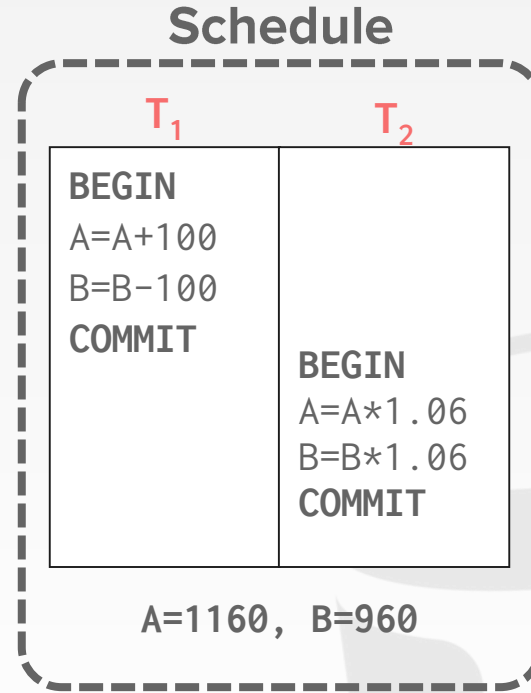 Schedule
T₁
T₂
BEGIN
A=A+100
B=B-100
COMMIT
BEGIN
A=A*1.06
B=B*1.06
COMMIT
A=1160, B=960